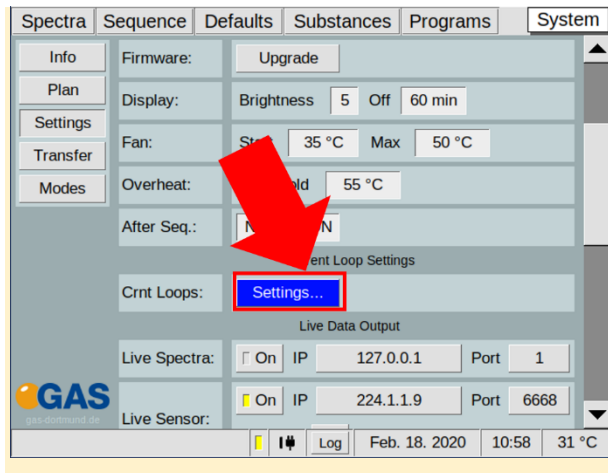 Spectra Sequence Defaults Substances Programs System
Info
Plan
Settings
Transfer
Modes
Firmware: Upgrade
Display: Brightness 5 Off 60 min
Fan: 35 °C Max 50 °C
Overheat: 55 °C
After Seq.:
Loop Settings
Crnt Loops: Settings...
Live Data Output
Live Spectra: On IP 127.0.0.1 Port 1
On IP 224.1.1.9 Port 6668
Live Sensor:
GAS
gas-dortmund.de
Log Feb. 18. 2020 10:58 31 °C